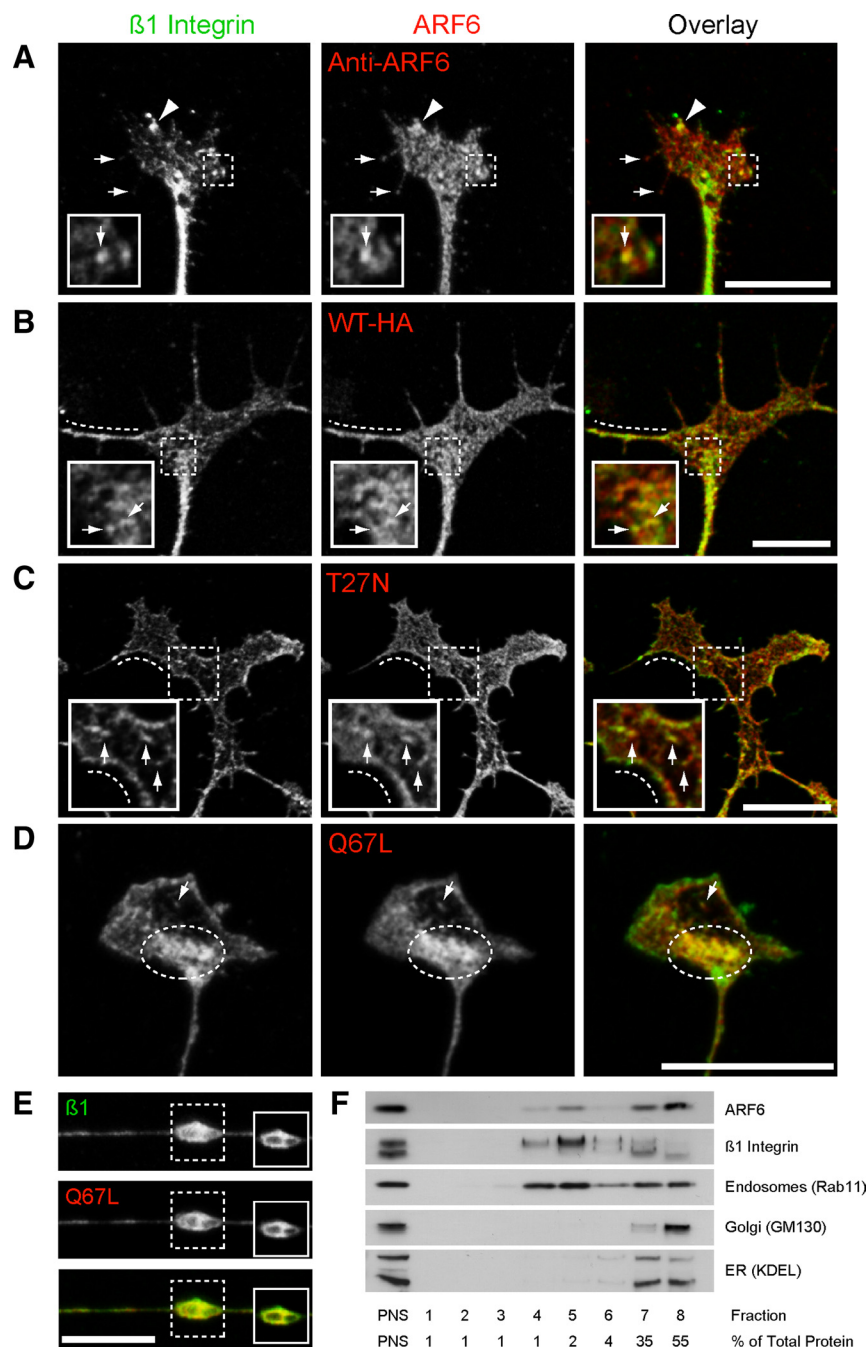 ß1 Integrin
ARF6
Overlay
A
Anti-ARF6
B
WT-HA
C
T27N
D
Q67L
E
ß1
Q67L
F
ARF6
ß1 Integrin
Endosomes (Rab11)
Golgi (GM130)
ER (KDEL)
PNS 1 2 3 4 5 6 7 8 Fraction
PNS 1 1 1 1 2 4 35 55 % of Total Protein